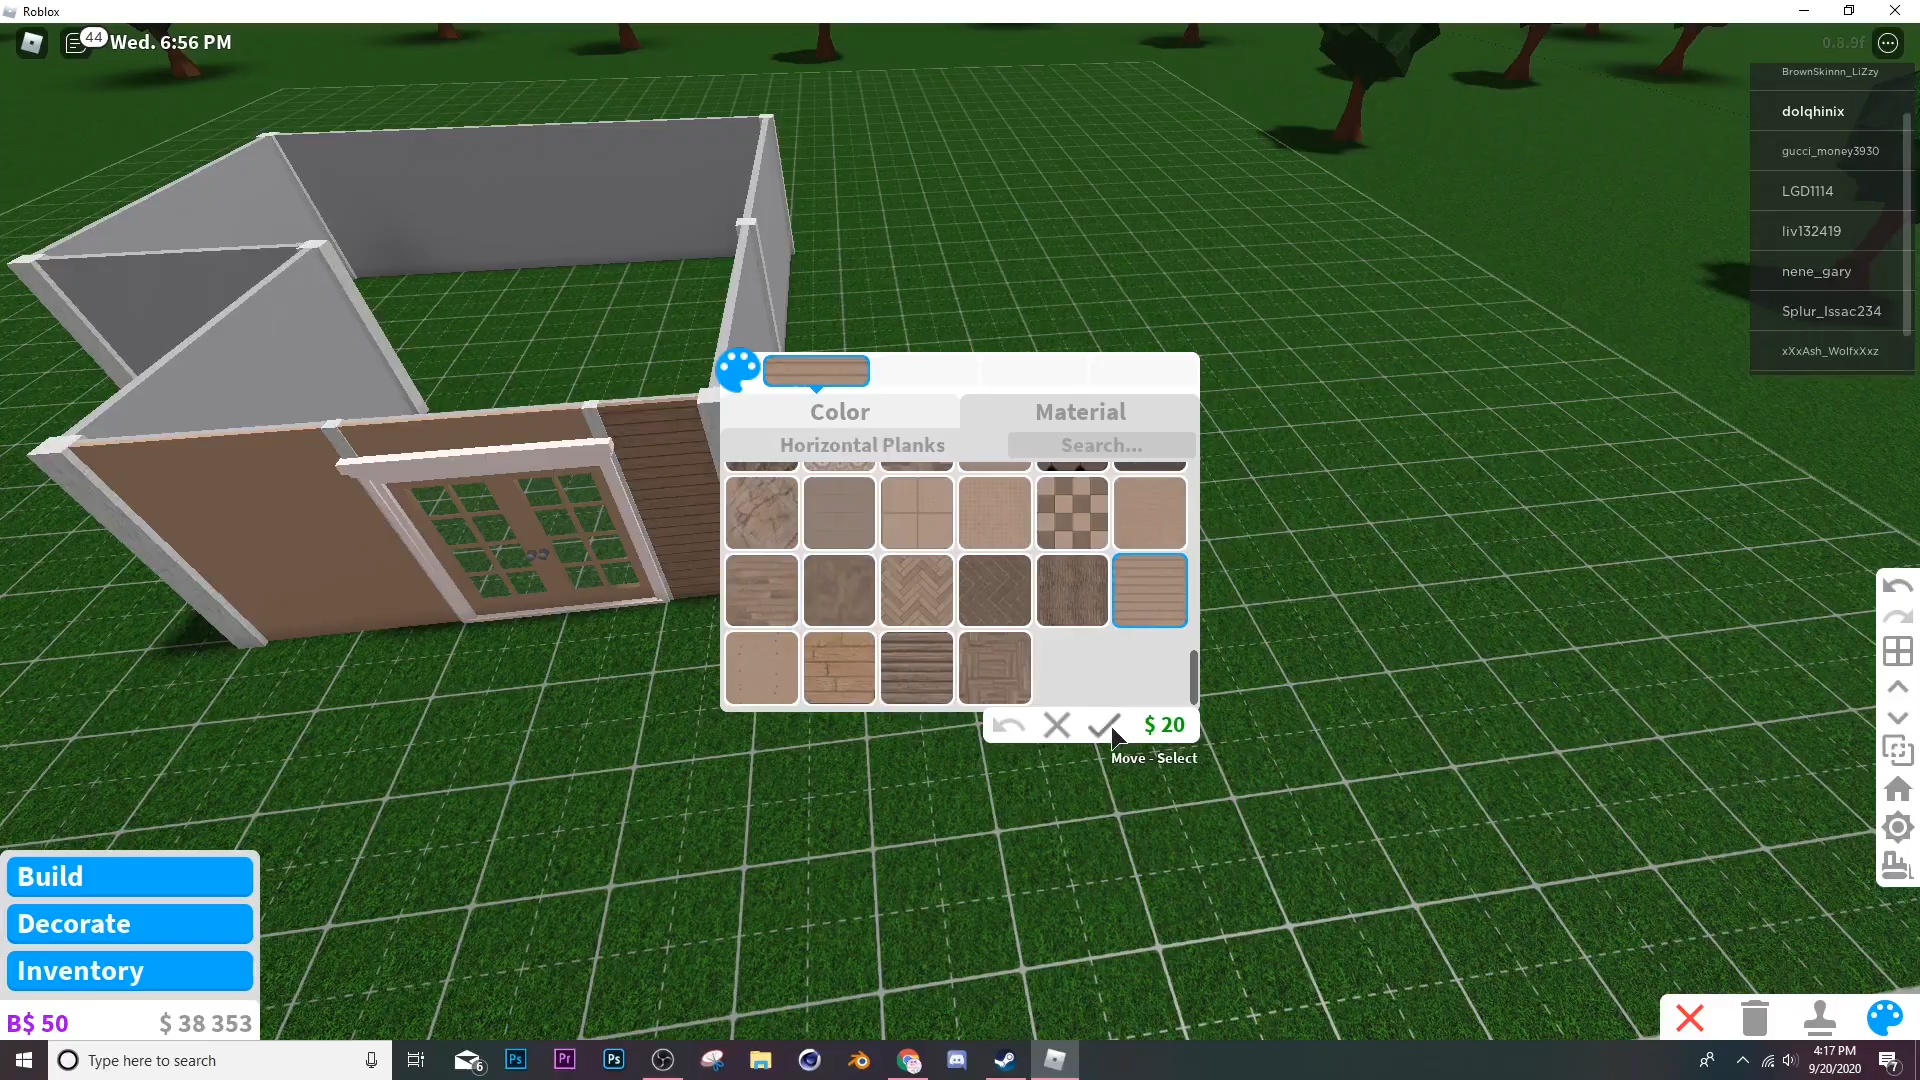 Roblox
44
Wed. 6:56 PM
0.8.9f
BrownSkinnn_LiZzy
dolqhinix
gucci_money3930
LGD1114
liv132419
nene_gary
Splur_Issac234
xXxAsh_WolfxXxz
Color
Material
Horizontal Planks
Search...
$ 20
Move - Select
Build
Decorate
Inventory
B$ 50
$ 38 353
Type here to search
6
Ps
Pr
Ps
4:17 PM
9/20/2020
7